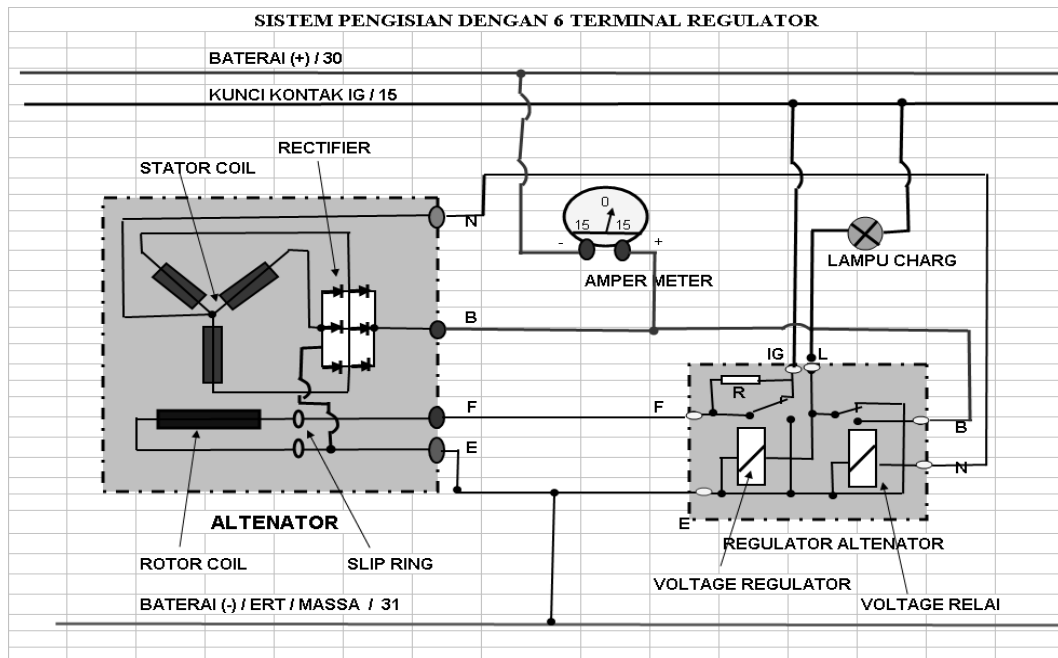 SISTEM PENGISIAN DENGAN 6 TERMINAL REGULATOR
BATERAI (+) / 30
KUNCI KONTAK IG / 15
RECTIFIER
STATOR COIL
N
0
15 15
- +
AMPER METER
LAMPU CHARG
B
IG L
R
F
F
B
E
N
E
ALTENATOR
REGULATOR ALTENATOR
ROTOR COIL
SLIP RING
VOLTAGE REGULATOR
VOLTAGE RELAI
BATERAI (-) / ERT / MASSA / 31